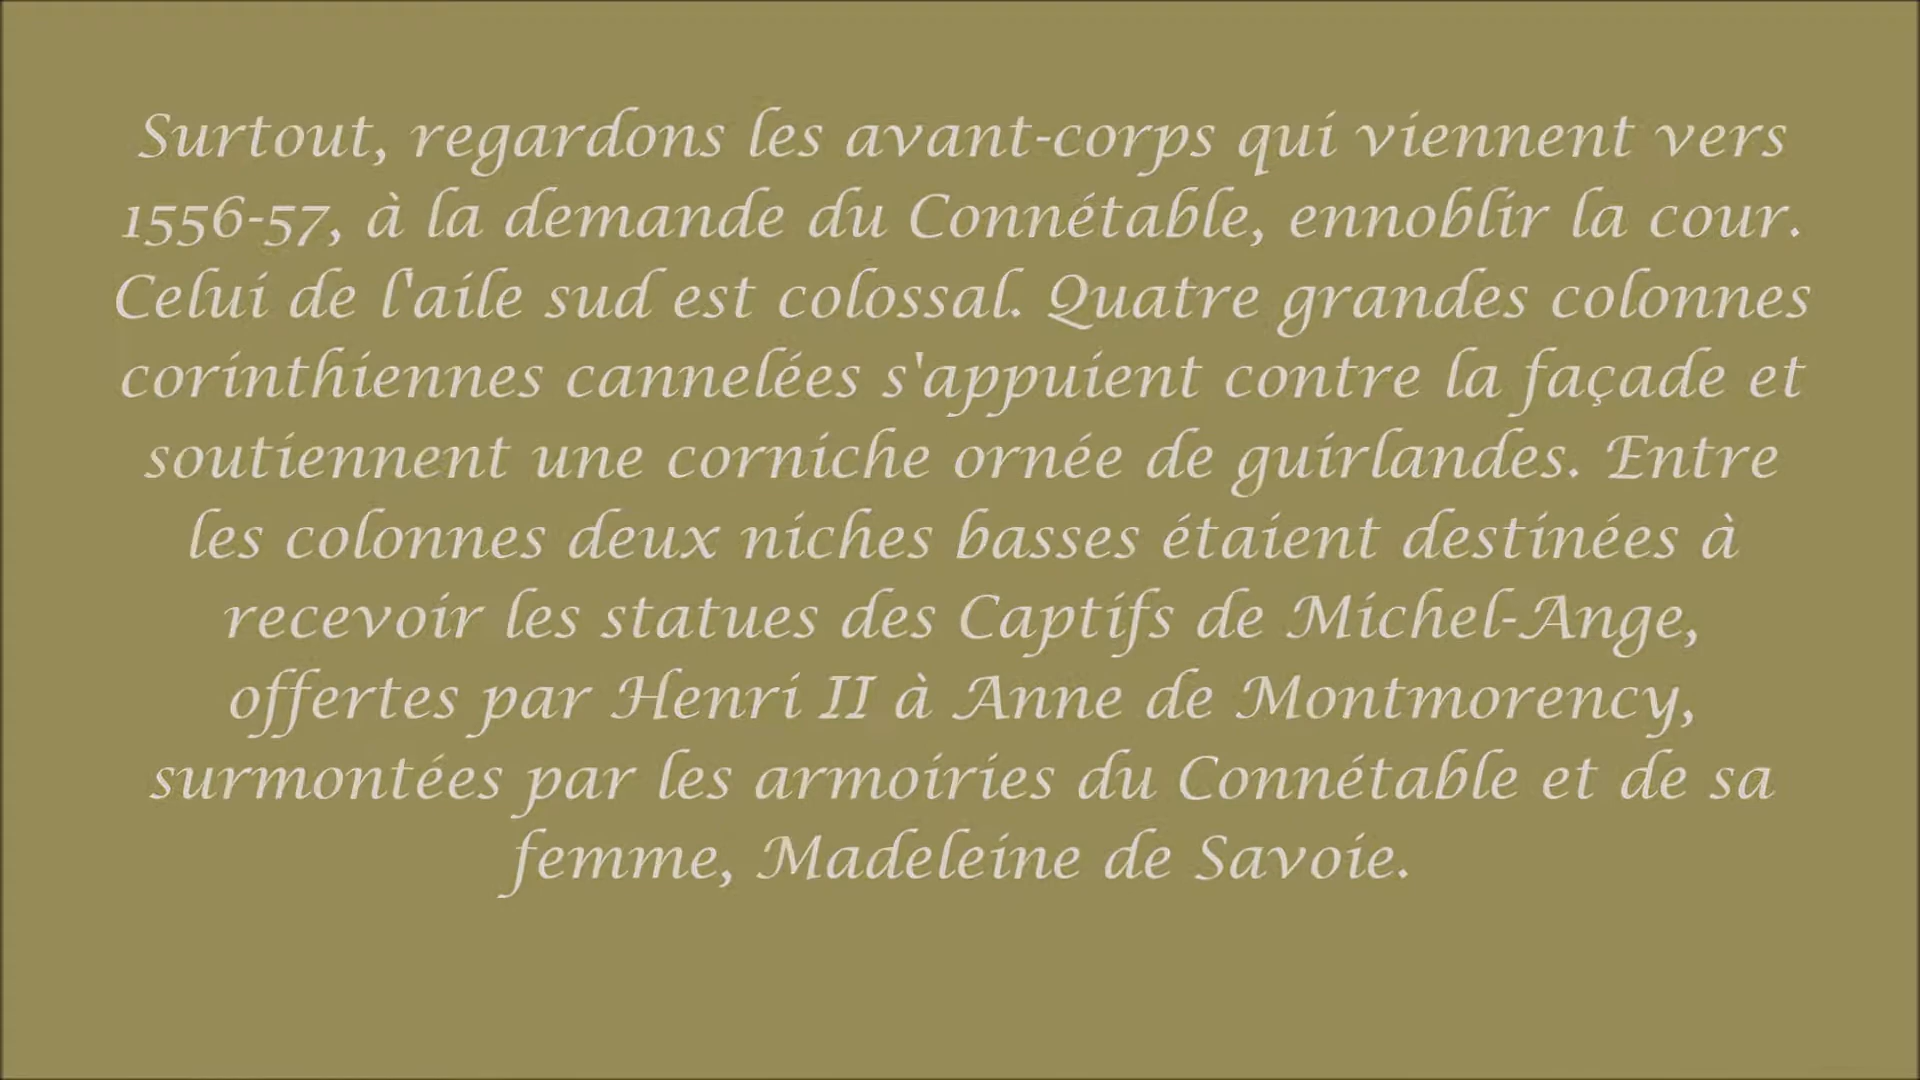 Surtout, regardons les avant-corps qui viennent vers
1556-57, à la demande du Connétable, ennoblir la cour.
Celui de l'aile sud est colossal. Quatre grandes colonnes
corinthiennes cannelées s'appuient contre la façade et
soutiennent une corniche ornée de guirlandes. Entre
les colonnes deux niches basses étaient destinées à
recevoir les statues des Captifs de Michel-Ange,
offertes par Henri II à Anne de Montmorency,
surmontées par les armoiries du Connétable et de sa
femme, Madeleine de Savoie.